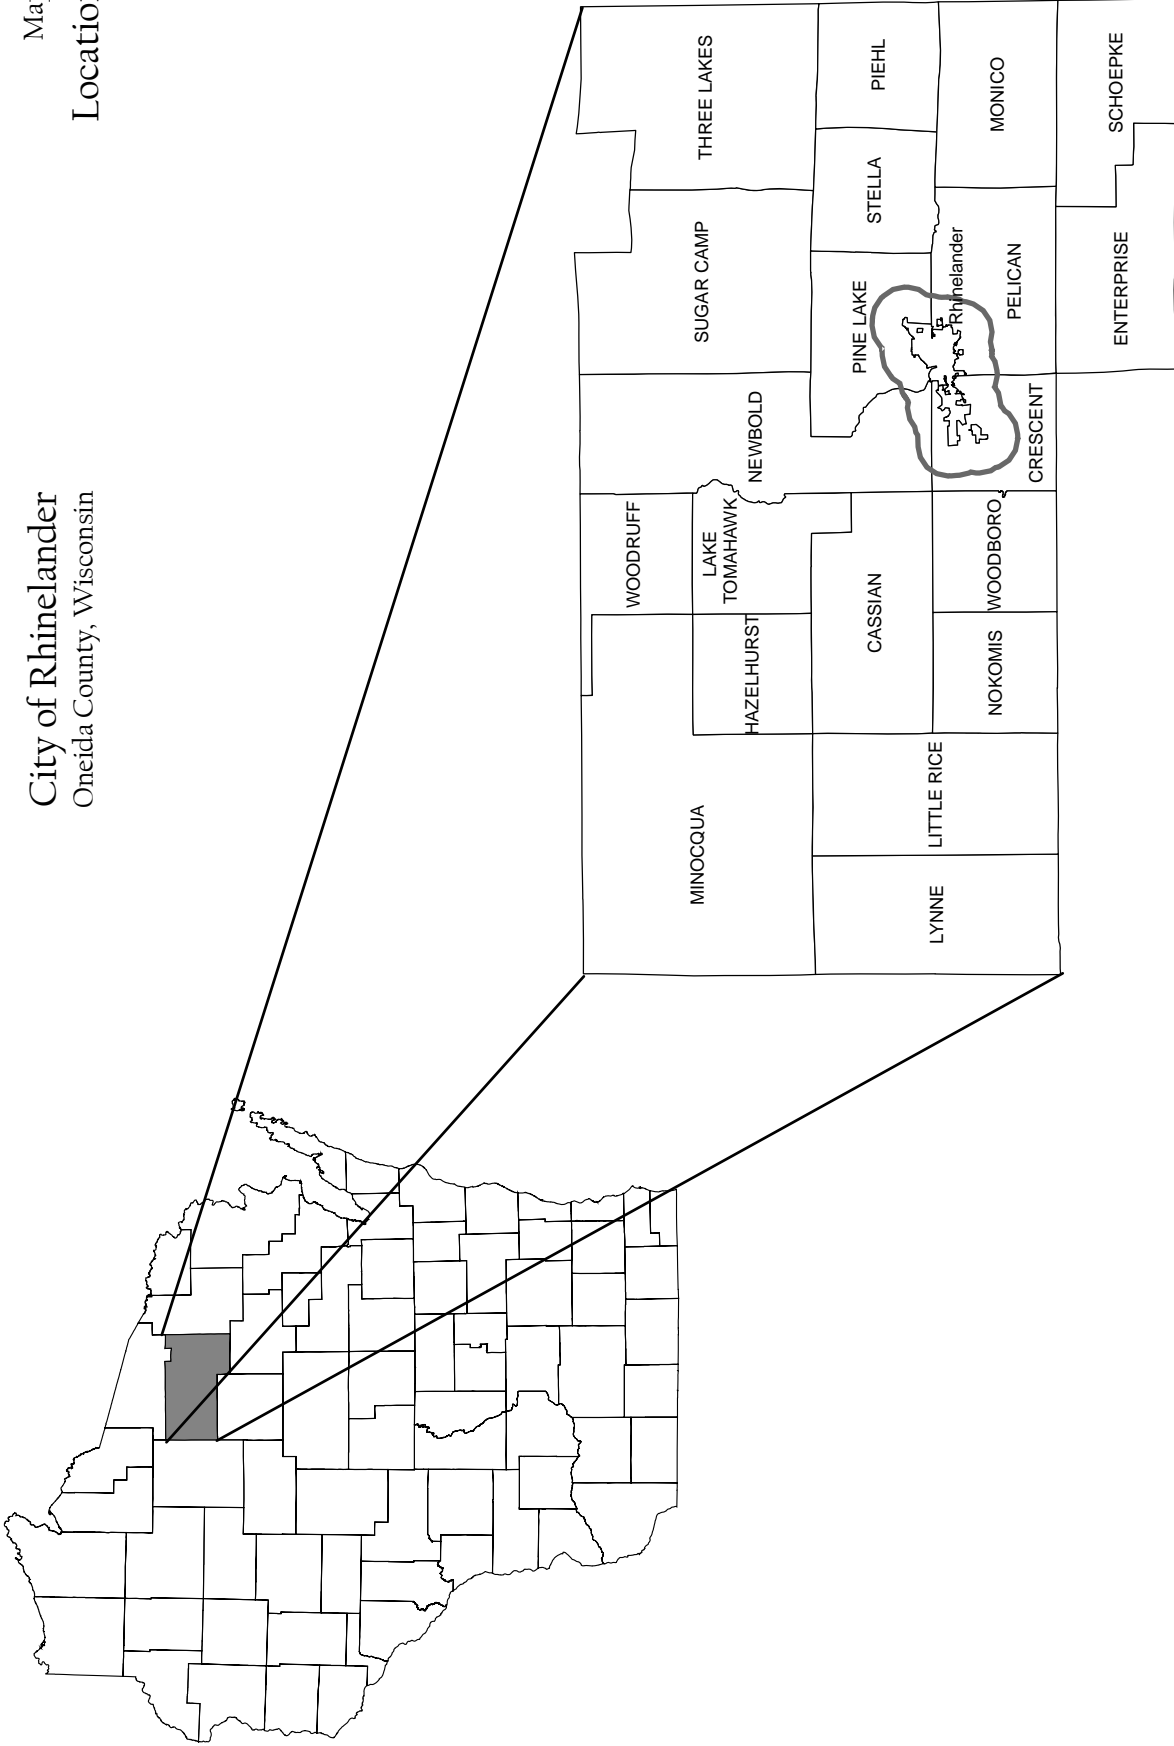 City of Rhinelander
Oneida County, Wisconsin
Locatio
THREE LAKES
SUGAR CAMP
WOODRUFF
LAKE
TOMAHAWK
NEWBOLD
HAZELHURST
MINOCQUA
PIEHL
STELLA
PINE LAKE
CASSIAN
Rhinelander
MONICO
PELICAN
CRESCENT
WOODBORO
NOKOMIS
LITTLE RICE
LYNNE
SCHOEPKE
ENTERPRISE